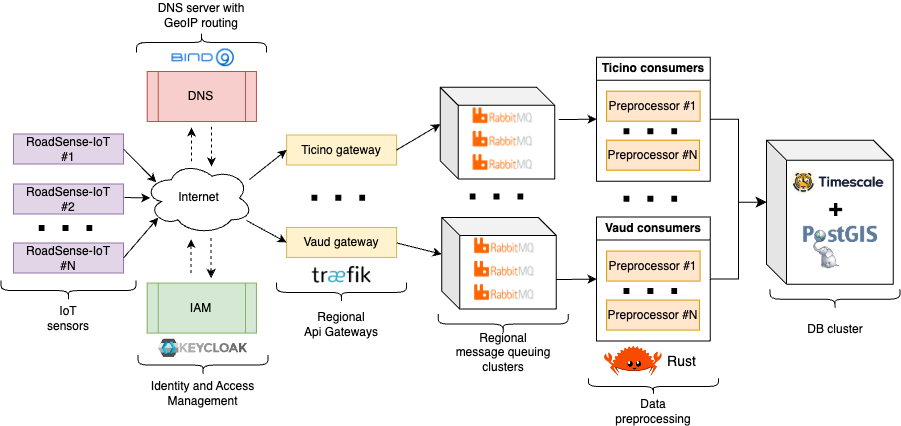 DNS server with
GeoIP routing
BIND 9
DNS
RoadSense-IoT
#1
RoadSense-IoT
#2
RoadSense-IoT
#N
IoT
sensors
Internet
IAM
KEYCLOAK
Identity and Access
Management
Ticino gateway
Vaud gateway
træfik
Regional
Api Gateways
RabbitMQ
RabbitMQ
RabbitMQ
RabbitMQ
RabbitMQ
RabbitMQ
Regional
message queuing
clusters
Ticino consumers
Preprocessor #1
Preprocessor #N
Vaud consumers
Preprocessor #1
Preprocessor #N
Rust
Data
preprocessing
Timescale
+
PostGIS
DB cluster